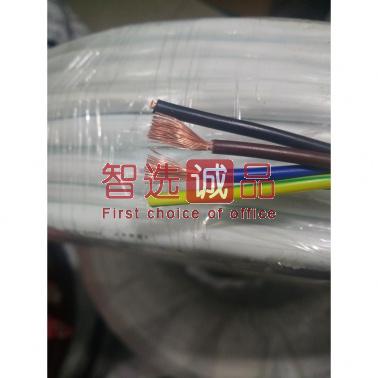 智选诚品
First choice of office